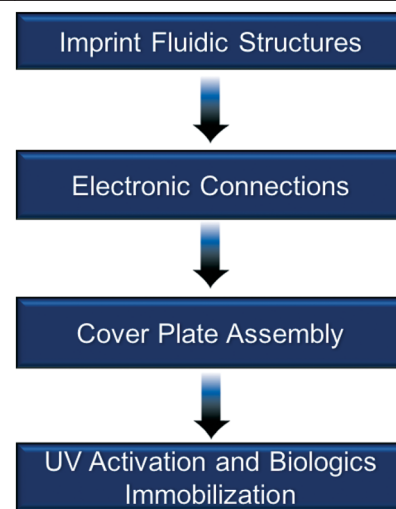 Imprint Fluidic Structures
Electronic Connections
Cover Plate Assembly
UV Activation and Biologics
Immobilization